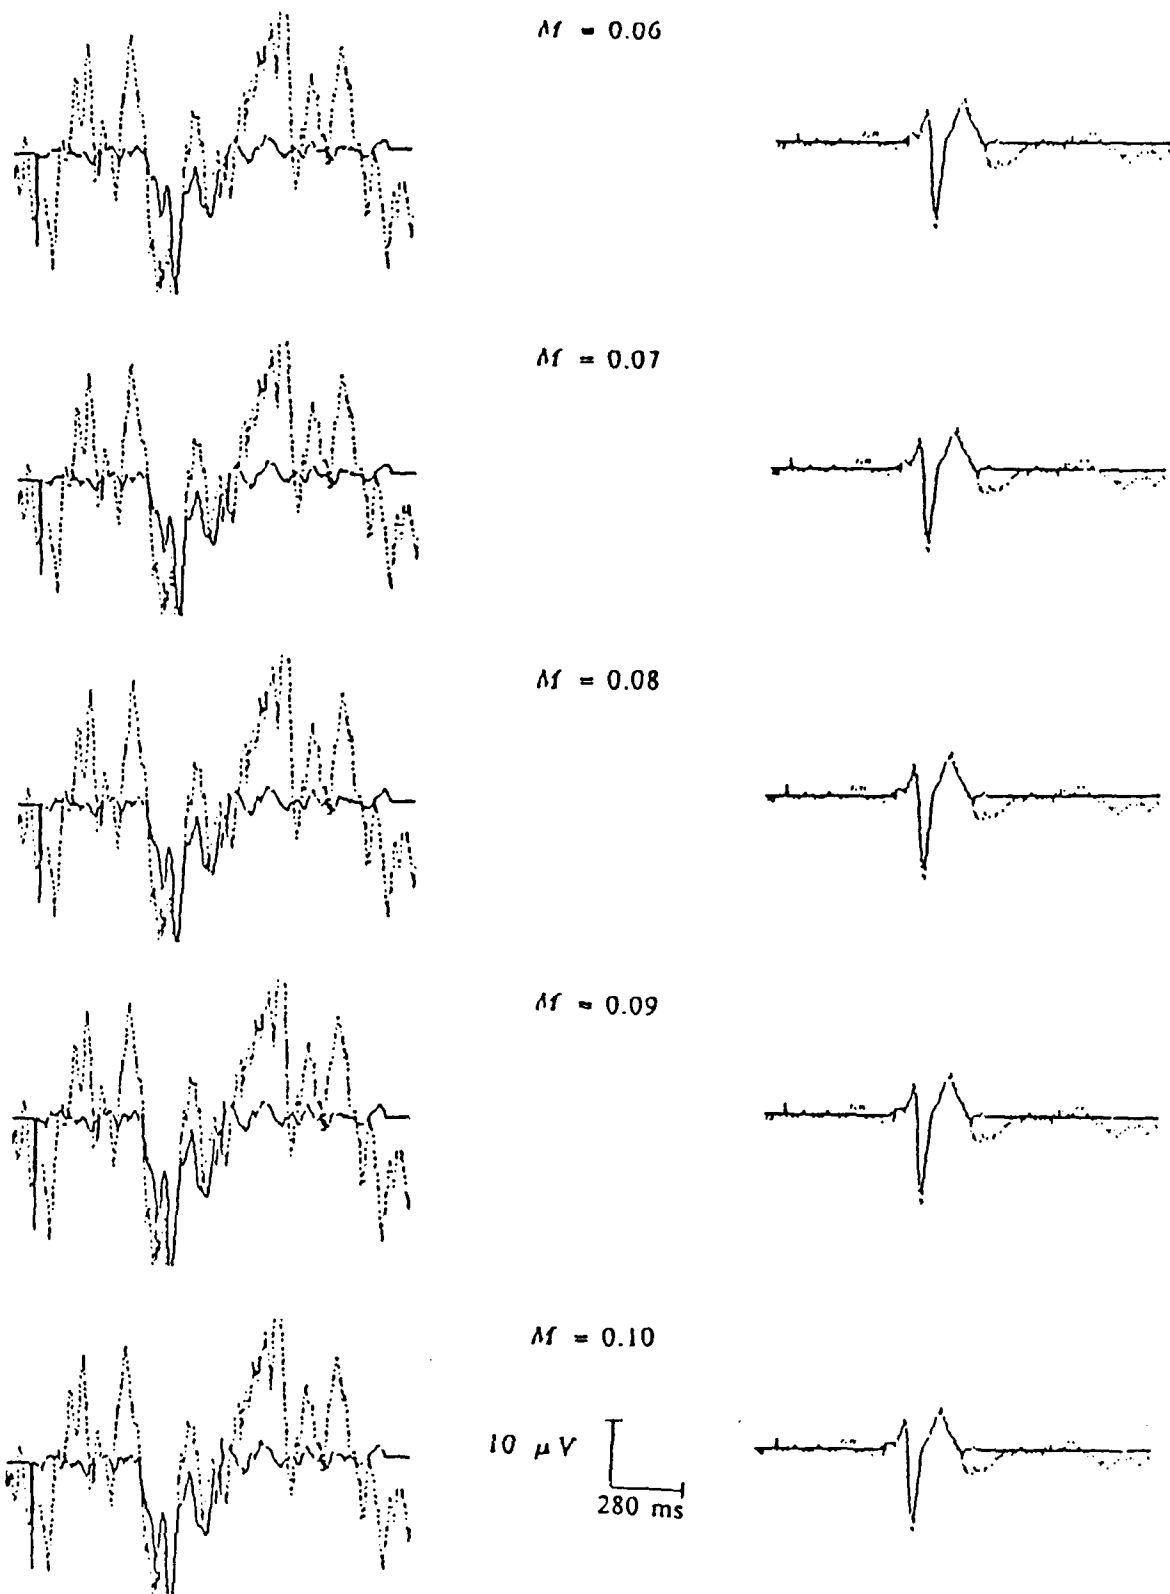 M = 0.06
M = 0.07
M = 0.08
M = 0.09
M = 0.10
10 μV
280 ms